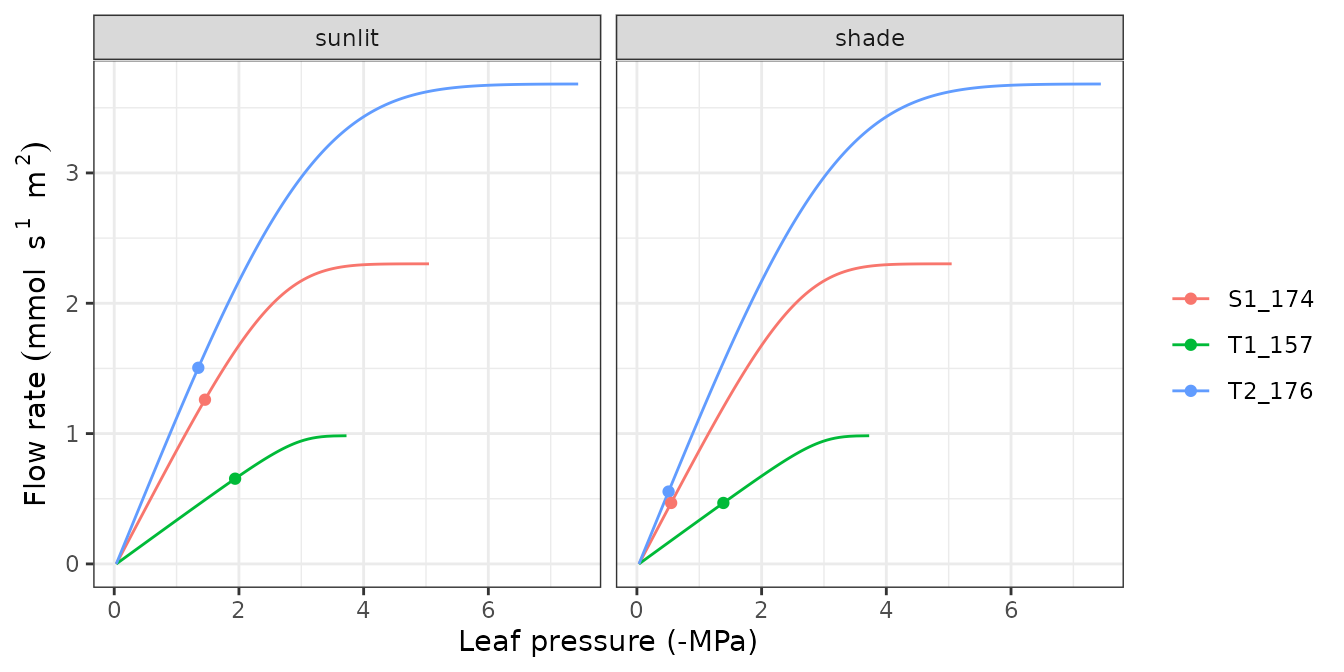 sunlit
shade
Flow rate (mmol s¹ m²)
3
2
1
0
0 2 4 6
0 2 4 6
Leaf pressure (-MPa)
S1_174
T1_157
T2_176